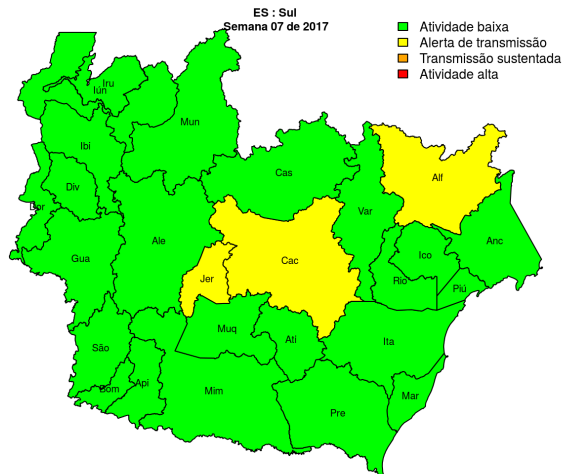 ES : Sul
Semana 07 de 2017
Atividade baixa
Alerta de transmissão
Transmissão sustentada
Atividade alta
Iru
Iún
Mun
Ibi
Cas
Alf
Div
Dor
Var
Ale
Anc
Gua
Cac
Ico
Jer
Rio
Piú
Muq
Ati
Ita
São
Bom
Api
Mim
Mar
Pre